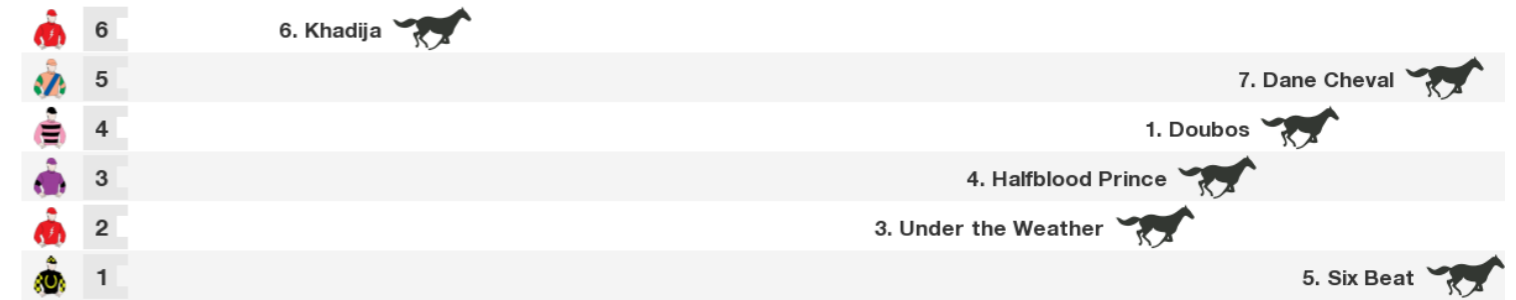 6 6. Khadija
5 7. Dane Cheval
4 1. Doubos
3 4. Halfblood Prince
2 3. Under the Weather
1 5. Six Beat